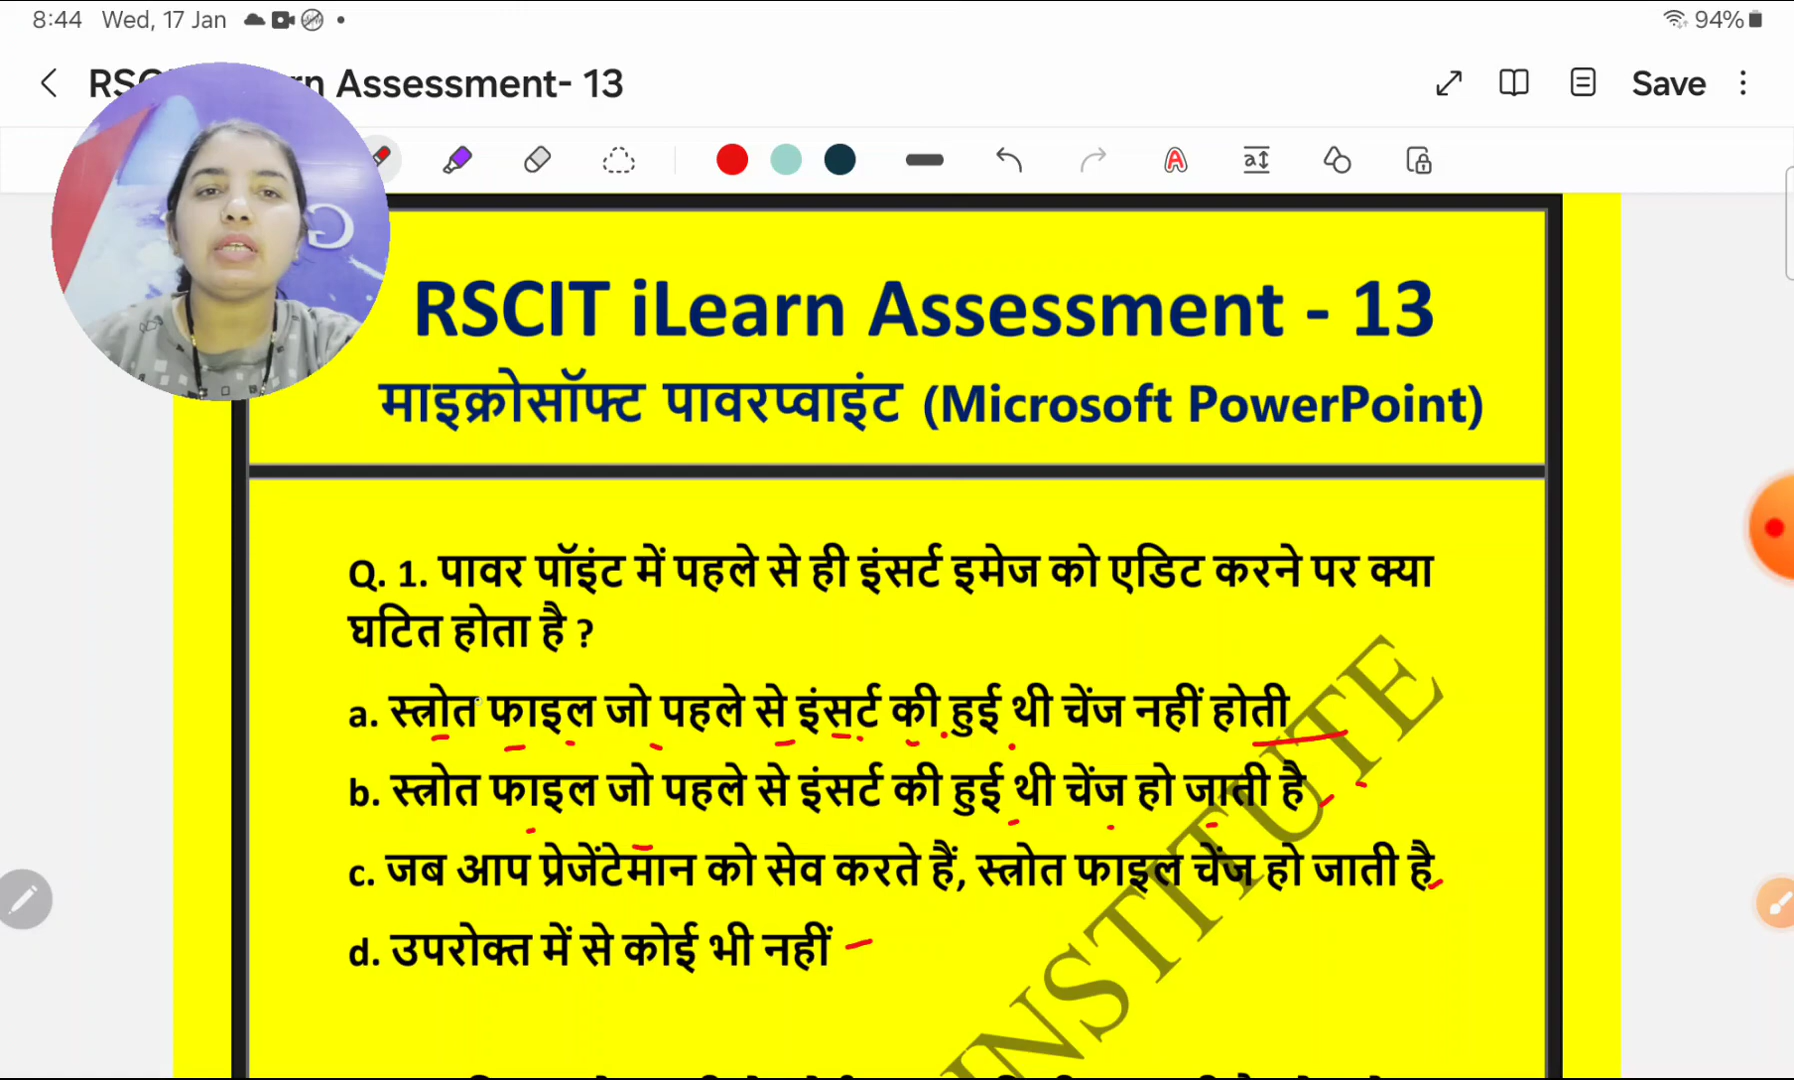 8:44 Wed, 17 Jan
94%
RSC n Assessment- 13
Save
RSCIT iLearn Assessment - 13
माइक्रोसॉफ्ट पावरप्वाइंट (Microsoft PowerPoint)
Q. 1. पावर पॉइंट में पहले से ही इंसर्ट इमेज को एडिट करने पर क्या
घटित होता है ?
a. स्त्रोत फाइल जो पहले से इंसर्ट की हुई थी चेंज नहीं होती
b. स्त्रोत फाइल जो पहले से इंसर्ट की हुई थी चेंज हो जाती है
c. जब आप प्रेजेंटेमान को सेव करते हैं, स्त्रोत फाइल चेंज हो जाती है
d. उपरोक्त में से कोई भी नहीं
INSTITUTE